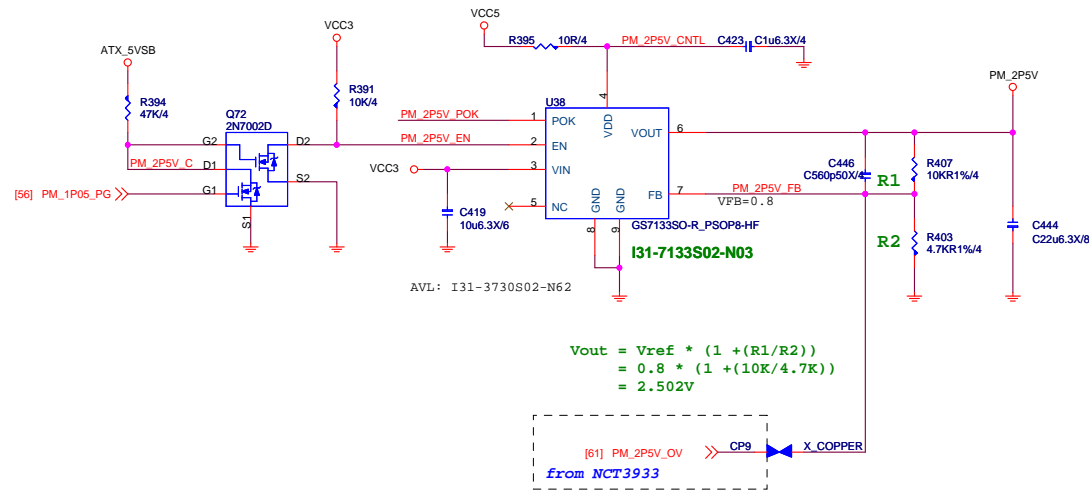 VCC5
VCC3
ATX_5VSB
R395
10R/4
PM_2P5V_CNTL
C423
C1u6.3X/4
PM_2P5V
R394
47K/4
R391
10K/4
Q72
2N7002D
U38
4
VDD
PM_2P5V_POK
1
POK
VOUT
6
G2
D2
PM_2P5V_EN
2
EN
PM_2P5V_C
D1
VCC3
3
VIN
C446
C560p50X/4
R1
R407
10KR1%/4
S2
[56] PM_1P05_PG
G1
FB
7
PM_2P5V_FB
VFB=0.8
5
NC
GND
GND
S1
C419
10u6.3X/6
8
9
GS7133SO-R_PSOP8-HF
I31-7133S02-N03
R2
R403
4.7KR1%/4
C444
C22u6.3X/8
AVL: I31-3730S02-N62
Vout = Vref * (1 +(R1/R2))
= 0.8 * (1 +(10K/4.7K))
= 2.502V
[61] PM_2P5V_OV
CP9
X_COPPER
from NCT3933